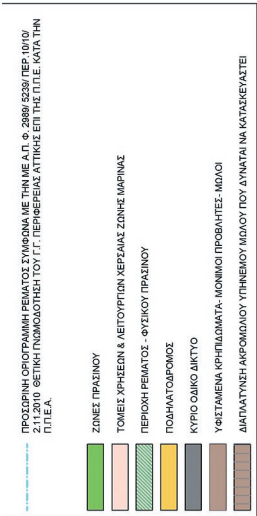 ΠΡΟΣΩΡΙΝΗ ΟΡΙΟΓΡΑΜΜΗ ΡΕΜΑΤΟΣ ΣΥΜΦΩΝΑ ΜΕ ΤΗΝ ΜΕ Α.Π. Φ. 2989/ 5239/ ΠΕΡ.10/10/
2.11.2010 ΘΕΤΙΚΗ ΓΝΩΜΟΔΟΤΗΣΗ ΤΟΥ Γ.Γ. ΠΕΡΙΦΕΡΕΙΑΣ ΑΤΤΙΚΗΣ ΕΠΙ ΤΗΣ Π.Π.Ε. ΚΑΤΑ ΤΗΝ
Π.Π.Ε.Α.
ΖΩΝΕΣ ΠΡΑΣΙΝΟΥ
ΤΟΜΕΙΣ ΧΡΗΣΕΩΝ & ΛΕΙΤΟΥΡΓΙΩΝ ΧΕΡΣΑΙΑΣ ΖΩΝΗΣ ΜΑΡΙΝΑΣ
ΠΕΡΙΟΧΗ ΡΕΜΑΤΟΣ - ΦΥΣΙΚΟΥ ΠΡΑΣΙΝΟΥ
ΠΟΔΗΛΑΤΟΔΡΟΜΟΣ
ΚΥΡΙΟ ΟΔΙΚΟ ΔΙΚΤΥΟ
ΥΦΙΣΤΑΜΕΝΑ ΚΡΗΠΙΔΩΜΑΤΑ- ΜΟΝΙΜΟΙ ΠΡΟΒΛΗΤΕΣ- ΜΩΛΟΙ
ΔΙΑΠΛΑΤΥΝΣΗ ΑΚΡΟΜΩΛΙΟΥ ΥΠΗΝΕΜΟΥ ΜΩΛΟΥ ΠΟΥ ΔΥΝΑΤΑΙ ΝΑ ΚΑΤΑΣΚΕΥΑΣΤΕΙ